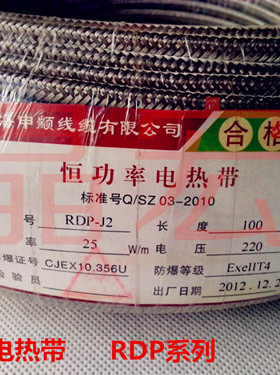 海申顺线缆有限公司
合格
恒功率电热带
标准号Q/SZ 03-2010
号 RDP-J2 长度 100
率 25 W/m 电压 220
爆证号 CJEX10.356U 防爆等级 ExeIIT4
验员 出厂日期 2012.12.2
电热带 RDP系列